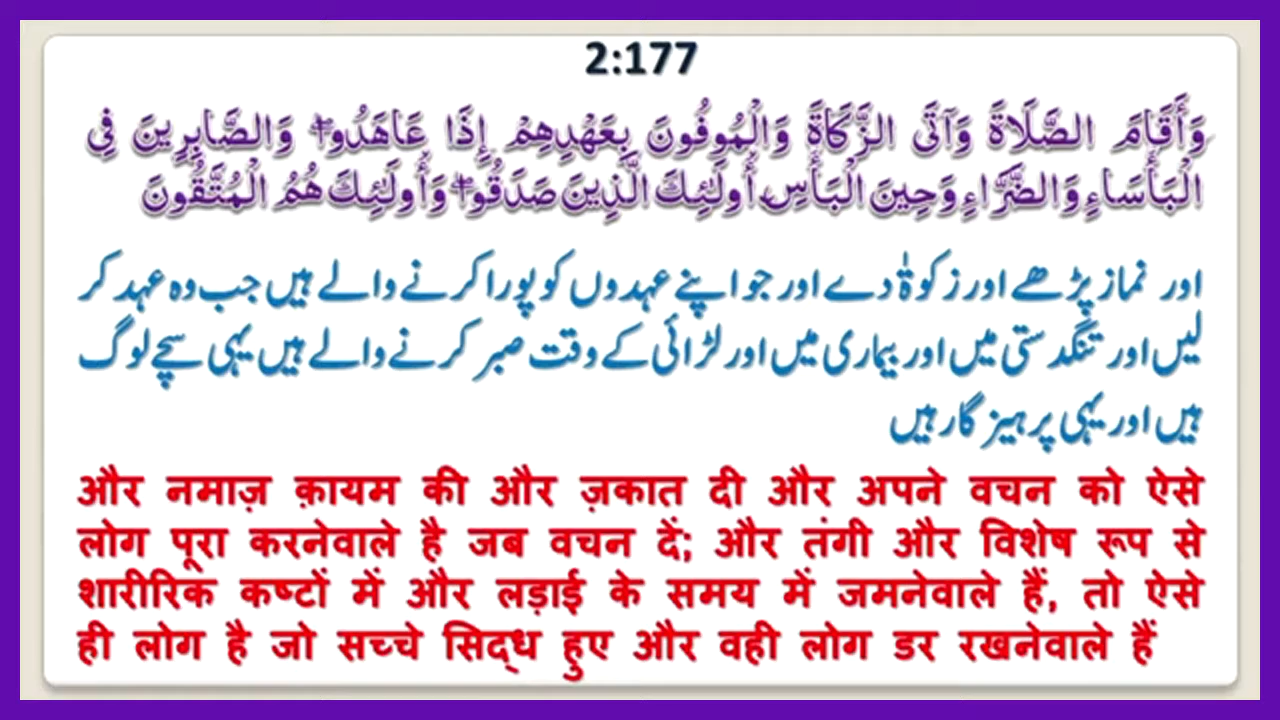 2:177
وَأَقَامَ الصَّلَاةَ وَآتَى الزَّكَاةَ وَالْمُوفُونَ بِعَهْدِهِمْ إِذَا عَاهَدُوا ۖ وَالصَّابِرِينَ فِي
الْبَأْسَاءِ وَالضَّرَّاءِ وَحِينَ الْبَأْسِ ۗ أُولَٰئِكَ الَّذِينَ صَدَقُوا ۖ وَأُولَٰئِكَ هُمُ الْمُتَّقُونَ
اور نماز پڑھے اور زکوٰۃ دے اور جو اپنے عہدوں کو پورا کرنے والے ہیں جب وہ عہد کر
لیں اور تنگدستی میں اور بیماری میں اور لڑائی کے وقت صبر کرنے والے ہیں یہی سچے لوگ
ہیں اور یہی پرہیزگار ہیں
और नमाज़ क़ायम की और ज़कात दी और अपने वचन को ऐसे
लोग पूरा करनेवाले है जब वचन दें; और तंगी और विशेष रूप से
शारीरिक कष्टों में और लड़ाई के समय में जमनेवाले हैं, तो ऐसे
ही लोग है जो सच्चे सिद्ध हुए और वही लोग डर रखनेवाले हैं